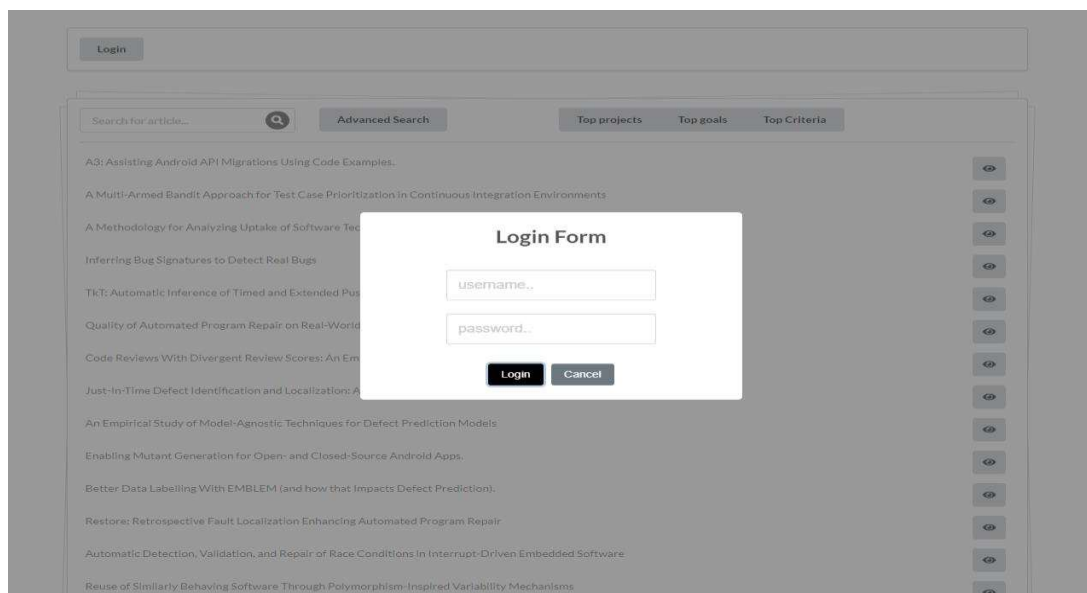 Login
Search for article...
Advanced Search
Top projects
Top goals
Top Criteria
A3: Assisting Android API Migrations Using Code Examples.
A Multi-Armed Bandit Approach for Test Case Prioritization in Continuous Integration Environments
A Methodology for Analyzing Uptake of Software Tec
Inferring Bug Signatures to Detect Real Bugs
TkT: Automatic Inference of Timed and Extended Pus
Quality of Automated Program Repair on Real-World
Code Reviews With Divergent Review Scores: An Em
Just-In-Time Defect Identification and Localization: A
Login Form
username..
password..
Login
Cancel
An Empirical Study of Model-Agnostic Techniques for Defect Prediction Models
Enabling Mutant Generation for Open- and Closed-Source Android Apps.
Better Data Labelling With EMBLEM (and how that Impacts Defect Prediction).
Restore: Retrospective Fault Localization Enhancing Automated Program Repair
Automatic Detection, Validation, and Repair of Race Conditions in Interrupt-Driven Embedded Software
Reuse of Similarly Behaving Software Through Polymorphism-Inspired Variability Mechanisms